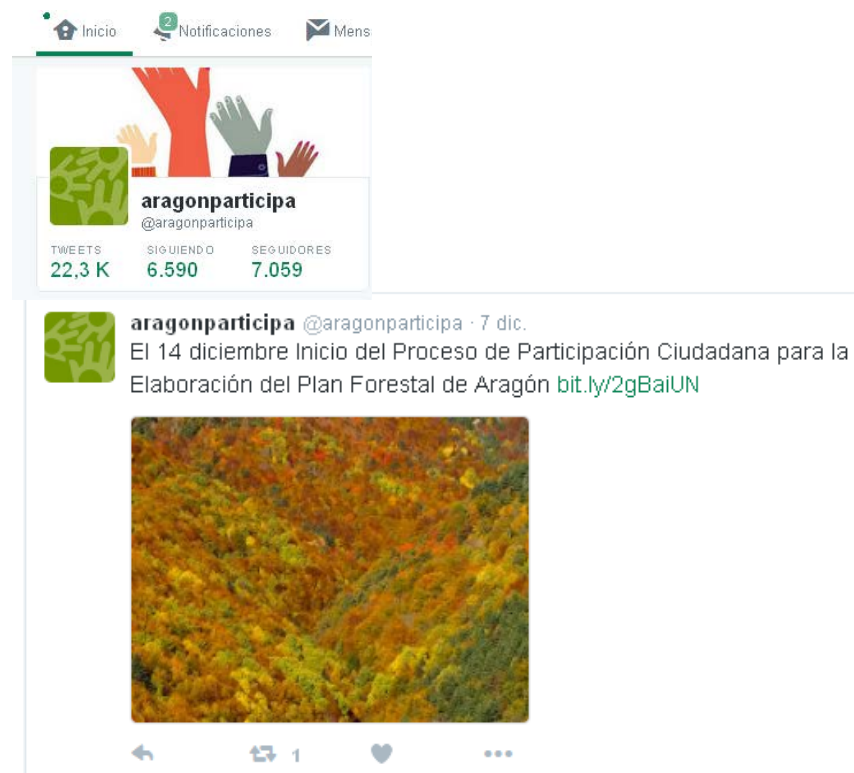 Inicio 2 Notificaciones Mens
aragonparticipa
@aragonparticipa
TWEETS SIGUIENDO SEGUIDORES
22,3 K 6.590 7.059
aragonparticipa @aragonparticipa · 7 dic.
El 14 diciembre Inicio del Proceso de Participación Ciudadana para la
Elaboración del Plan Forestal de Aragón bit.ly/2gBaiUN
1